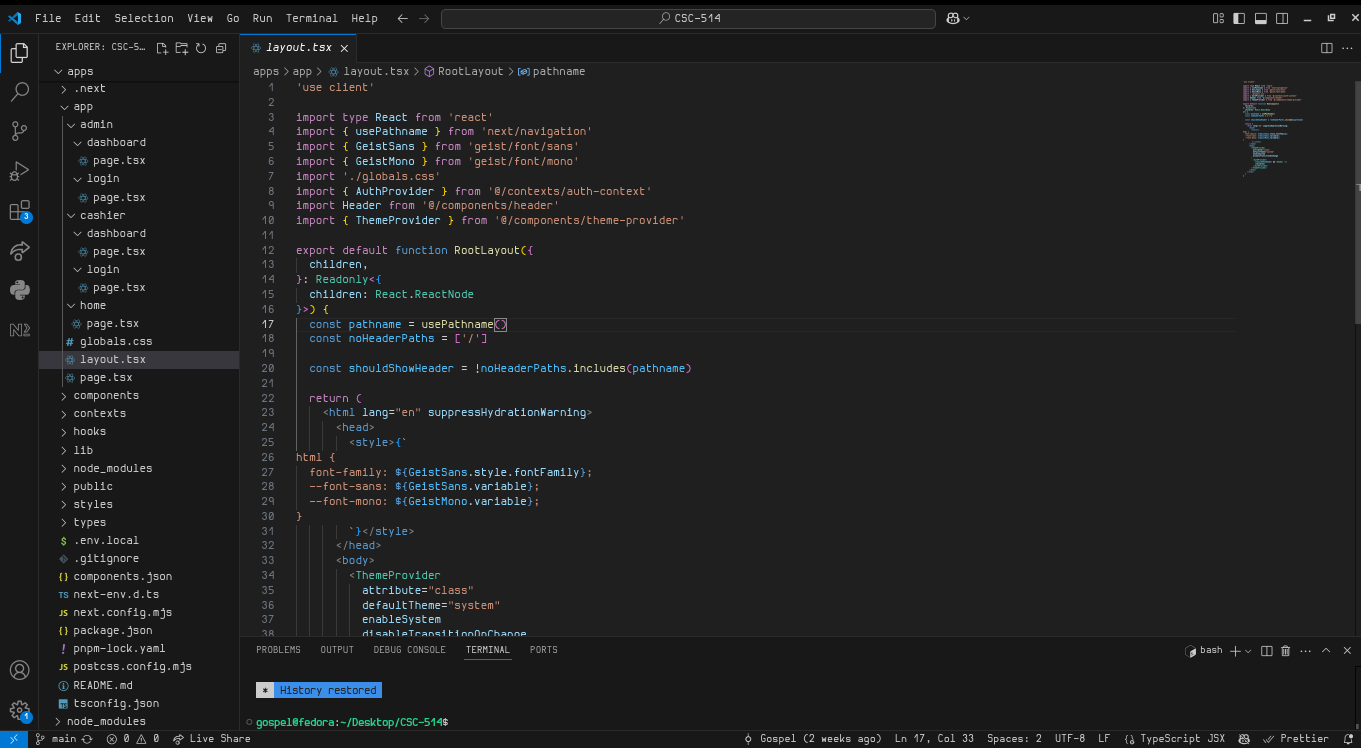 File Edit Selection View Go Run Terminal Help CSC-514
EXPLORER: CSC-5...
layout.tsx
apps > app > layout.tsx > RootLayout > pathname
apps
.next
app
admin
dashboard
page.tsx
login
page.tsx
cashier
dashboard
page.tsx
login
page.tsx
home
page.tsx
# globals.css
layout.tsx
page.tsx
components
contexts
hooks
lib
node_modules
public
styles
types
$ .env.local
.gitignore
{} components.json
TS next-env.d.ts
JS next.config.mjs
{} package.json
! pnpm-lock.yaml
JS postcss.config.mjs
README.md
tsconfig.json
node_modules
3
1
1 'use client'
2
3 import type React from 'react'
4 import { usePathname } from 'next/navigation'
5 import { GeistSans } from 'geist/font/sans'
6 import { GeistMono } from 'geist/font/mono'
7 import './globals.css'
8 import { AuthProvider } from '@/contexts/auth-context'
9 import Header from '@/components/header'
10 import { ThemeProvider } from '@/components/theme-provider'
11
12 export default function RootLayout({
13 children,
14 }: Readonly<{
15 children: React.ReactNode
16 }>) {
17 const pathname = usePathname()
18 const noHeaderPaths = ['/']
19
20 const shouldShowHeader = !noHeaderPaths.includes(pathname)
21
22 return (
23 <html lang="en" suppressHydrationWarning>
24 <head>
25 <style>{`
26 html {
27 font-family: ${GeistSans.style.fontFamily};
28 --font-sans: ${GeistSans.variable};
29 --font-mono: ${GeistMono.variable};
30 }
31 `}</style>
32 </head>
33 <body>
34 <ThemeProvider
35 attribute="class"
36 defaultTheme="system"
37 enableSystem
38 disableTransitionOnChange
PROBLEMS OUTPUT DEBUG CONSOLE TERMINAL PORTS bash
* History restored
gospel@fedora:~/Desktop/CSC-514$
main 0 0 Live Share Gospel (2 weeks ago) Ln 17, Col 33 Spaces: 2 UTF-8 LF {} TypeScript JSX Prettier